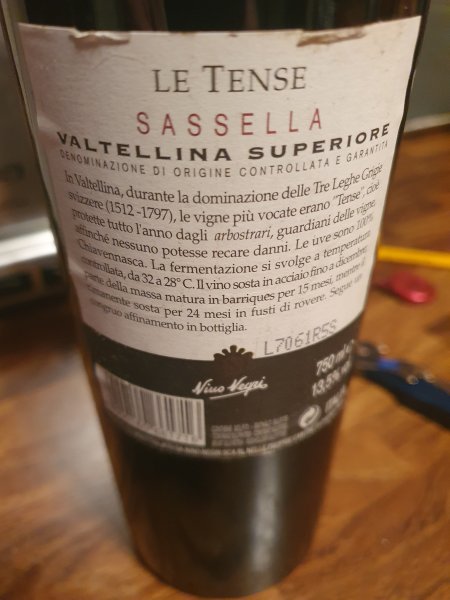 LE TENSE
SASSELLA
VALTELLINA SUPERIORE
DENOMINAZIONE DI ORIGINE CONTROLLATA E GARANTITA
In Valtellina, durante la dominazione delle Tre Leghe Grigie
svizzere (1512 -1797), le vigne più vocate erano "Tense", cioè
protette tutto l'anno dagli arbostrari, guardiani delle vigne,
affinché nessuno potesse recare danni. Le uve sono 100%
Chiavennasca. La fermentazione si svolge a temperatura
controllata, da 32 a 28° C. Il vino sosta in acciaio fino a dicembre,
parte della massa matura in barriques per 15 mesi, mentre il
rimanente sosta per 24 mesi in fusti di rovere. Segue un
congruo affinamento in bottiglia.
L7061R5S
Nino Negri
750 ml
13,5% vol